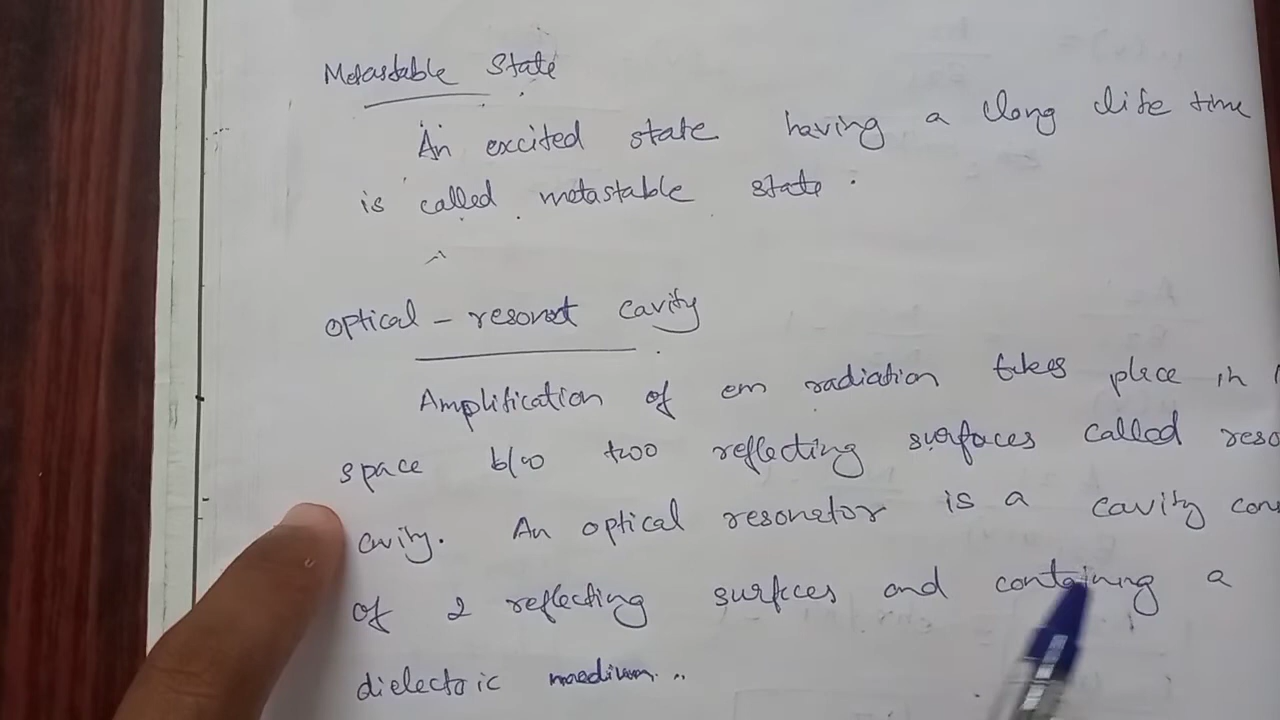 Metastable State
An excited state having a long life time
is called metastable state.
Optical - resonat cavity
Amplification of em radiation takes place in
space b/w two reflecting surfaces called reso
cavity. An optical resonator is a cavity con
of 2 reflecting surfaces and containing a
dielectric medium..